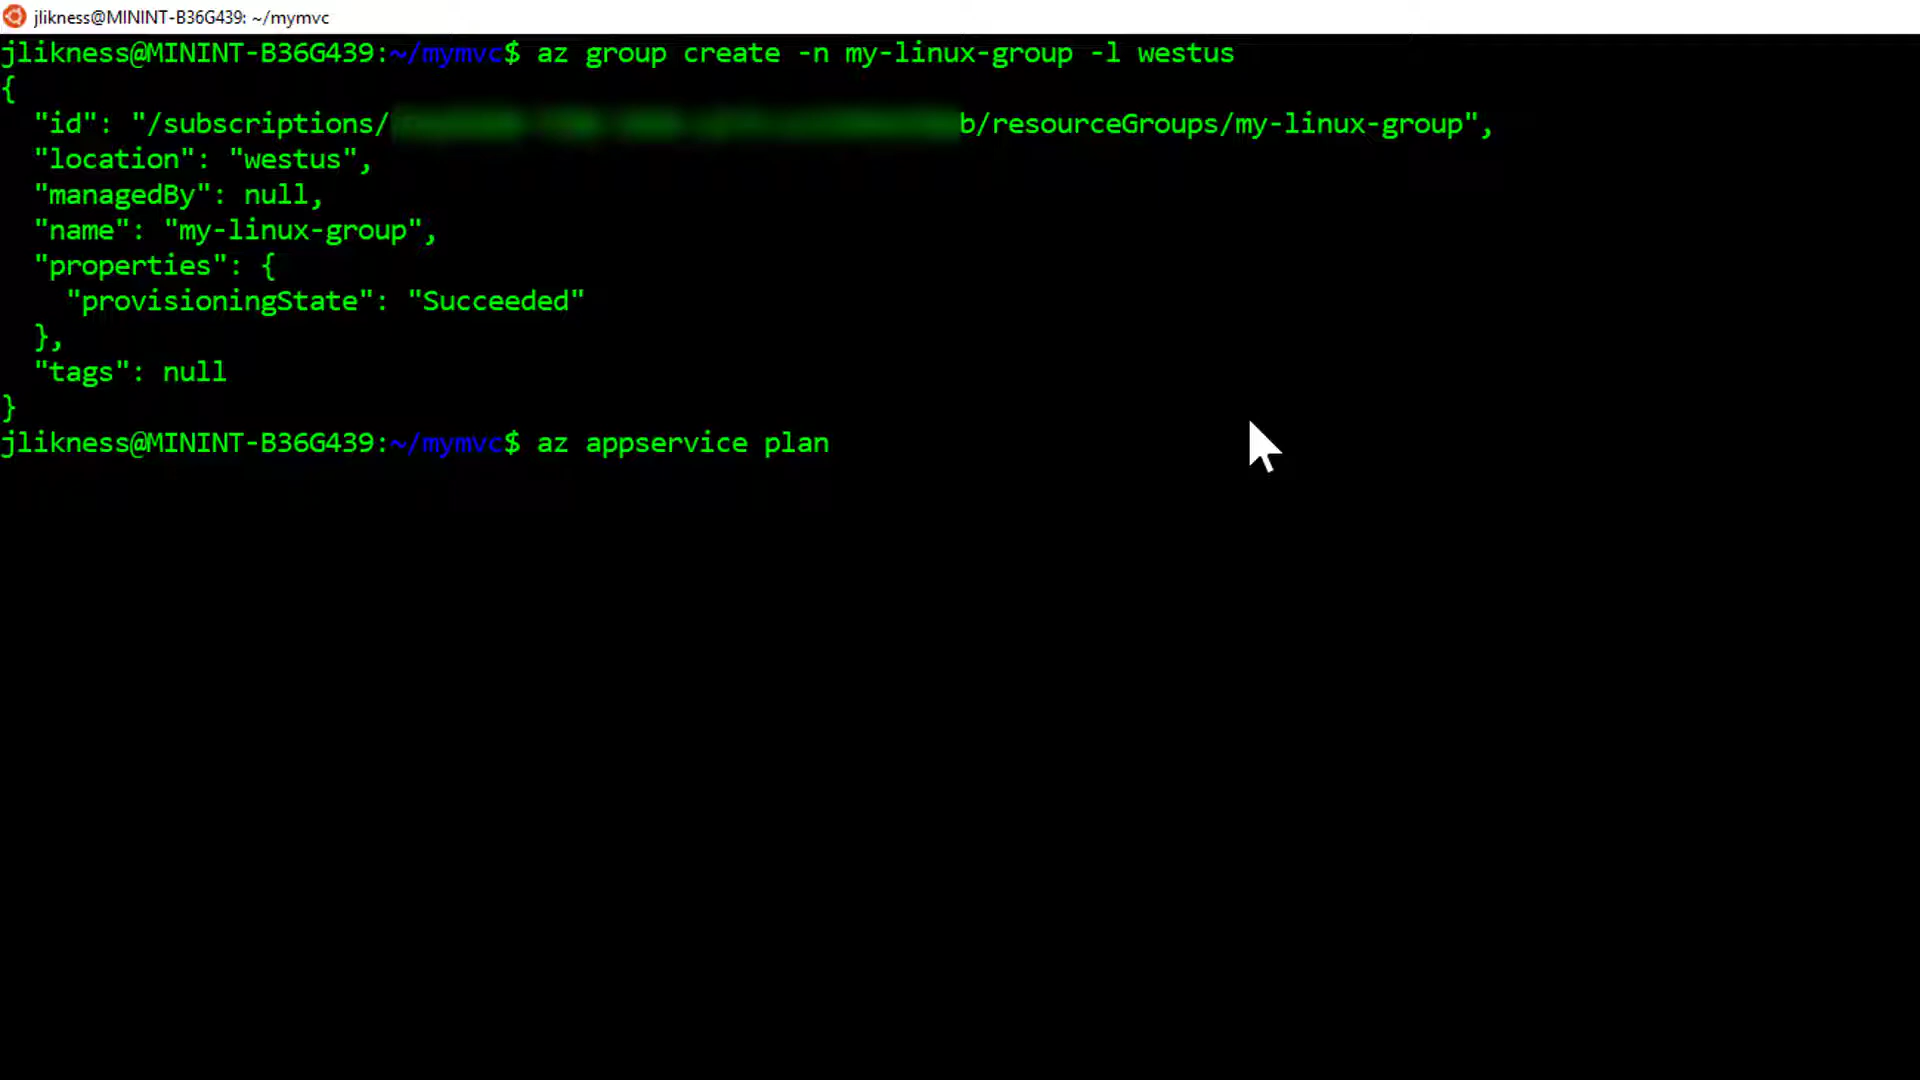 jlikness@MININT-B36G439: ~/mymvc
jlikness@MININT-B36G439:~/mymvc$ az group create -n my-linux-group -l westus
{
  "id": "/subscriptions/b/resourceGroups/my-linux-group",
  "location": "westus",
  "managedBy": null,
  "name": "my-linux-group",
  "properties": {
    "provisioningState": "Succeeded"
  },
  "tags": null
}
jlikness@MININT-B36G439:~/mymvc$ az appservice plan